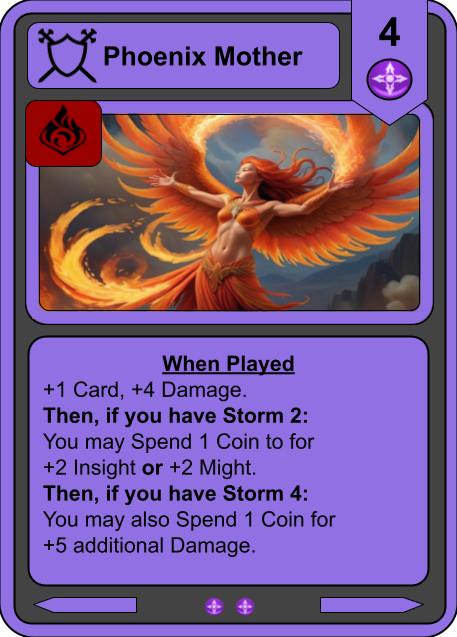 Phoenix Mother
4
When Played
+1 Card, +4 Damage.
Then, if you have Storm 2:
You may Spend 1 Coin to for
+2 Insight or +2 Might.
Then, if you have Storm 4:
You may also Spend 1 Coin for
+5 additional Damage.